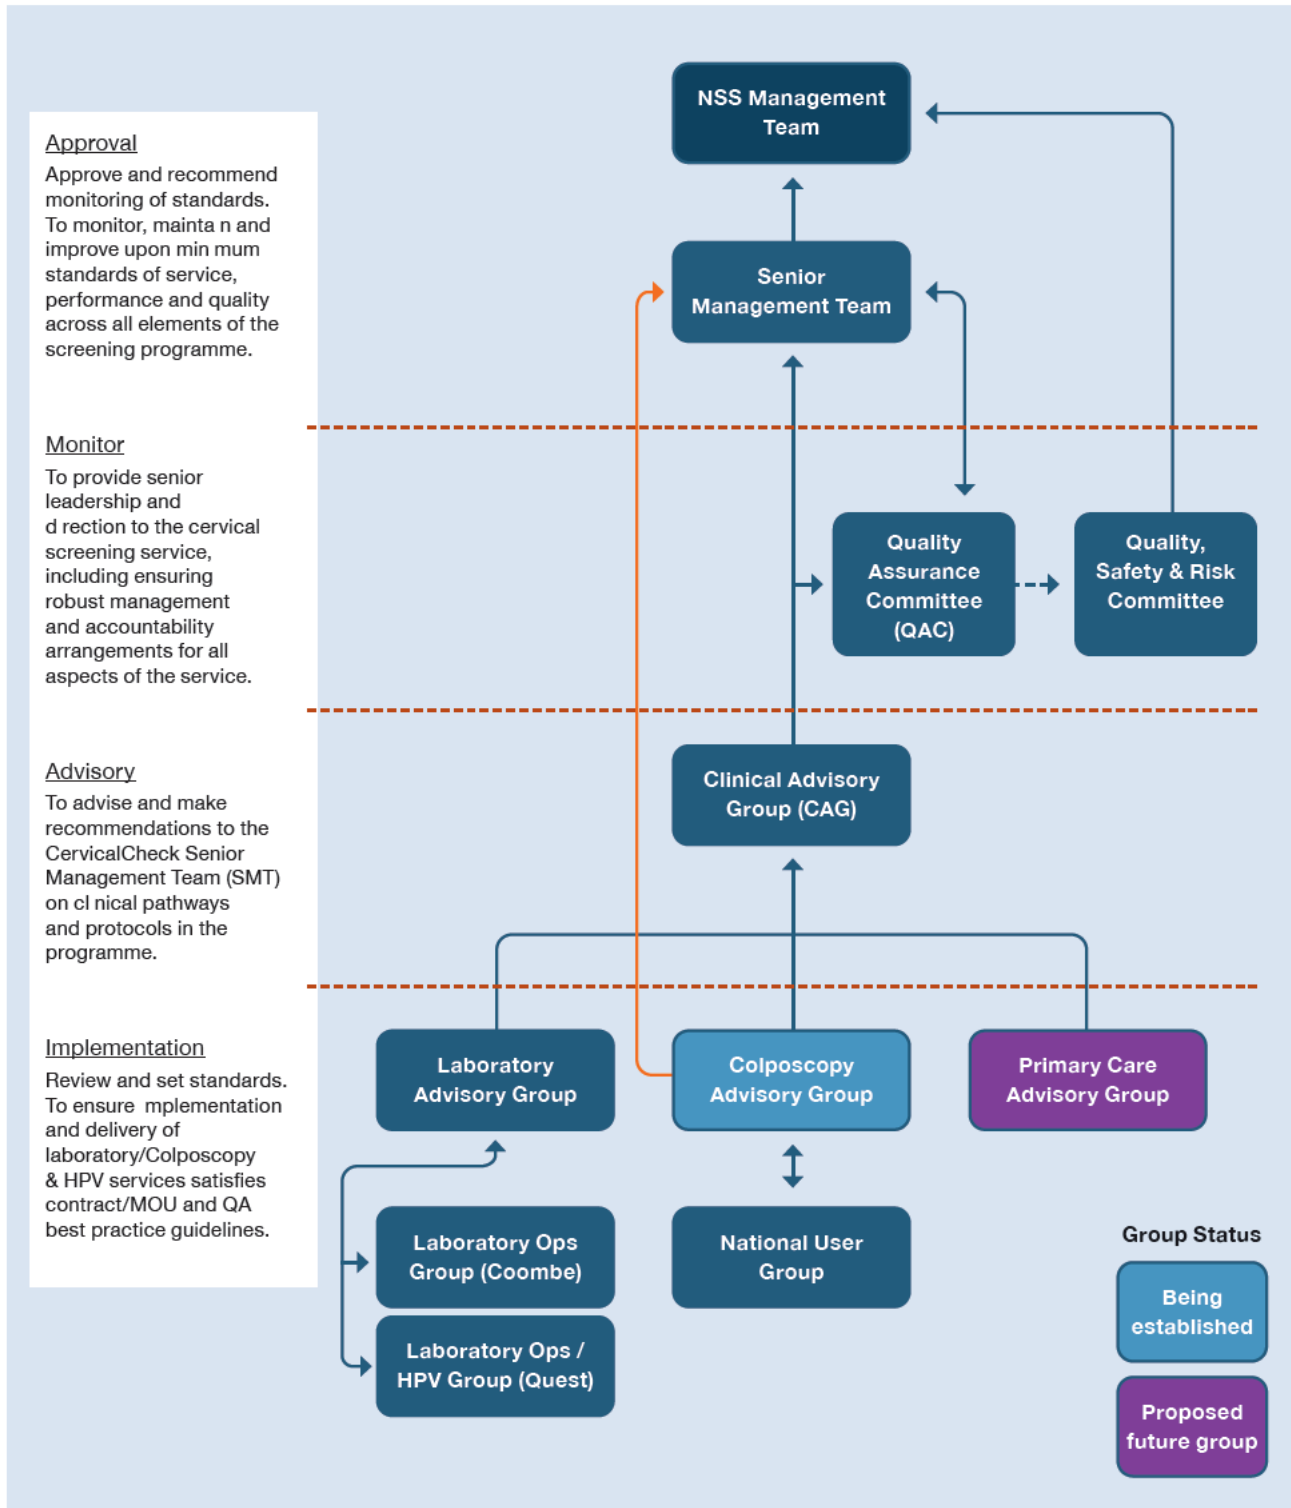 Approval
Approve and recommend
monitoring of standards.
To monitor, mainta n and
improve upon min mum
standards of service,
performance and quality
across all elements of the
screening programme.
Monitor
To provide senior
leadership and
d rection to the cervical
screening service,
including ensuring
robust management
and accountability
arrangements for all
aspects of the service.
Advisory
To advise and make
recommendations to the
CervicalCheck Senior
Management Team (SMT)
on cl nical pathways
and protocols in the
programme.
Implementation
Review and set standards.
To ensure  mplementation
and delivery of
laboratory/Colposcopy
& HPV services satisfies
contract/MOU and QA
best practice guidelines.
NSS Management
Team
Senior
Management Team
Quality
Assurance
Committee
(QAC)
Quality,
Safety & Risk
Committee
Clinical Advisory
Group (CAG)
Laboratory
Advisory Group
Colposcopy
Advisory Group
Primary Care
Advisory Group
Laboratory Ops
Group (Coombe)
National User
Group
Laboratory Ops /
HPV Group (Quest)
Group Status
Being
established
Proposed
future group